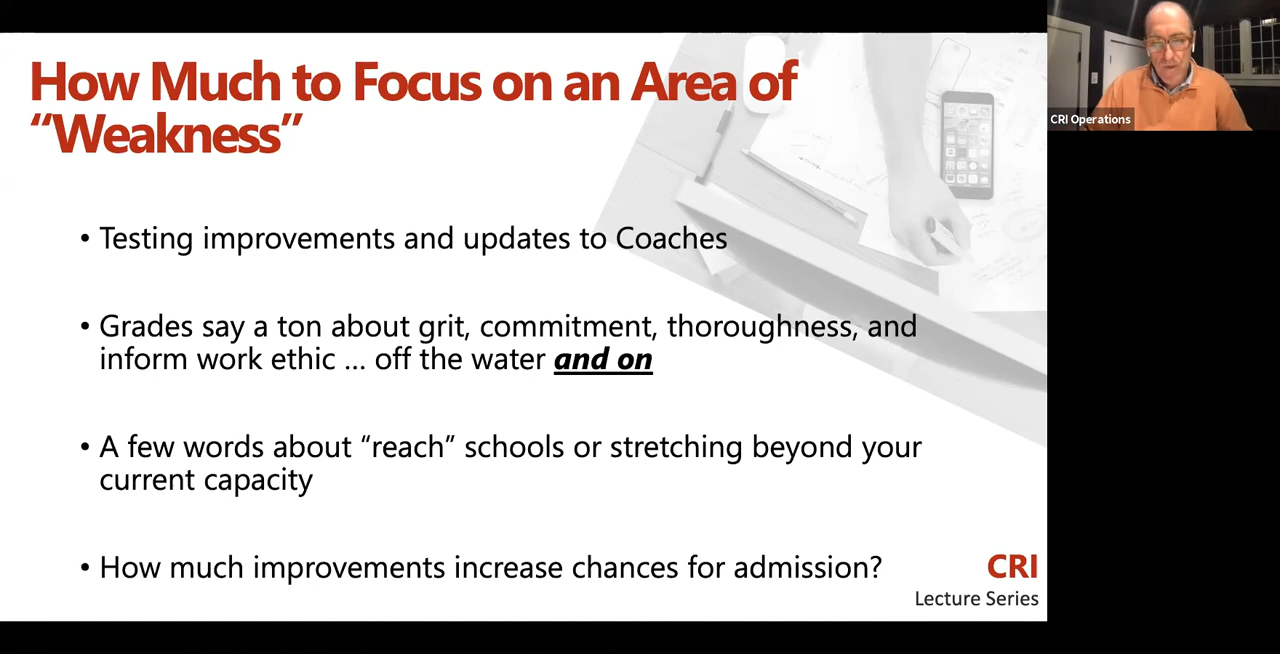 How Much to Focus on an Area of
“Weakness”
• Testing improvements and updates to Coaches
• Grades say a ton about grit, commitment, thoroughness, and
inform work ethic ... off the water and on
• A few words about “reach” schools or stretching beyond your
current capacity
• How much improvements increase chances for admission?
CRI
Lecture Series
CRI Operations